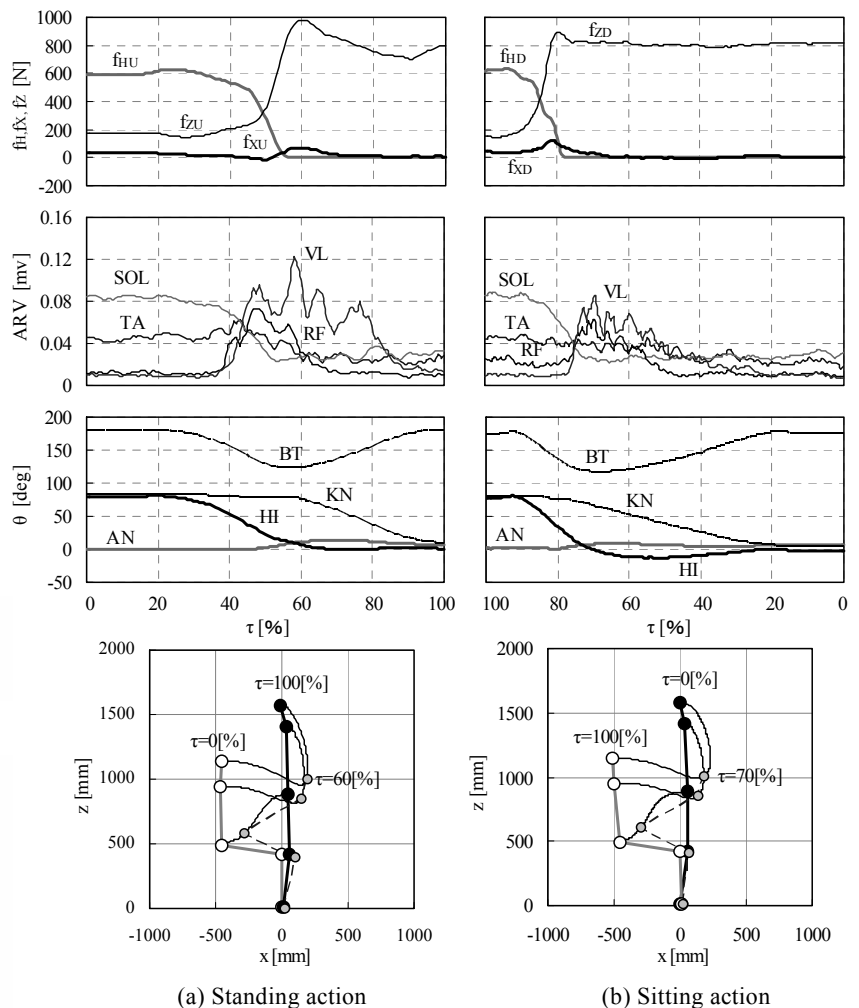 1000
800
600
400
200
0
-200
fH,fX,fZ [N]
fHU
fZU
fXU
fHD
fZD
fXD
0.16
0.12
0.08
0.04
0
ARV [mv]
SOL
TA
VL
RF
SOL
TA
RF
VL
200
150
100
50
0
-50
θ [deg]
BT
KN
HI
AN
BT
KN
AN
HI
0 20 40 60 80 100
τ [%]
100 80 60 40 20 0
τ [%]
2000
1500
1000
500
0
z [mm]
τ=100[%]
τ=0[%]
τ=60[%]
-1000 -500 0 500 1000
x [mm]
2000
1500
1000
500
0
z [mm]
τ=0[%]
τ=100[%]
τ=70[%]
-1000 -500 0 500 1000
x [mm]
(a) Standing action
(b) Sitting action